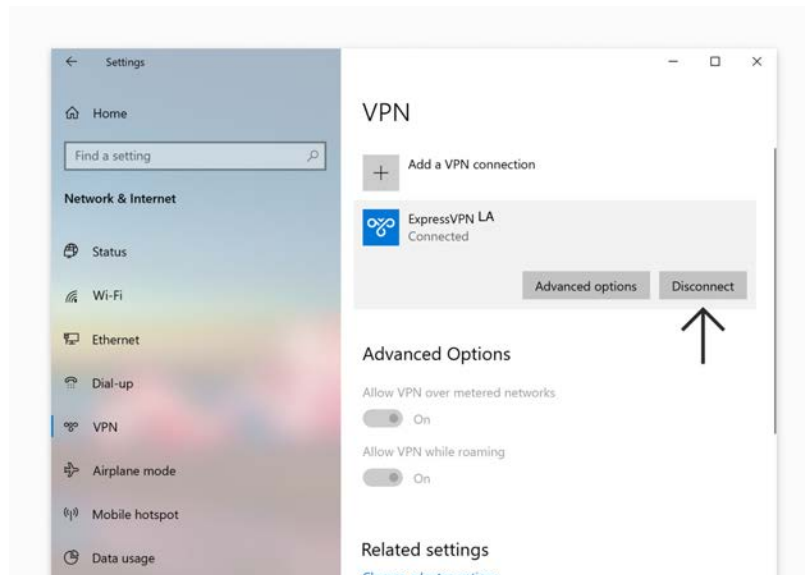 Settings
Home
Find a setting
Network & Internet
Status
Wi-Fi
Ethernet
Dial-up
VPN
Airplane mode
Mobile hotspot
Data usage
VPN
Add a VPN connection
ExpressVPN LA
Connected
Advanced options
Disconnect
Advanced Options
Allow VPN over metered networks
On
Allow VPN while roaming
On
Related settings